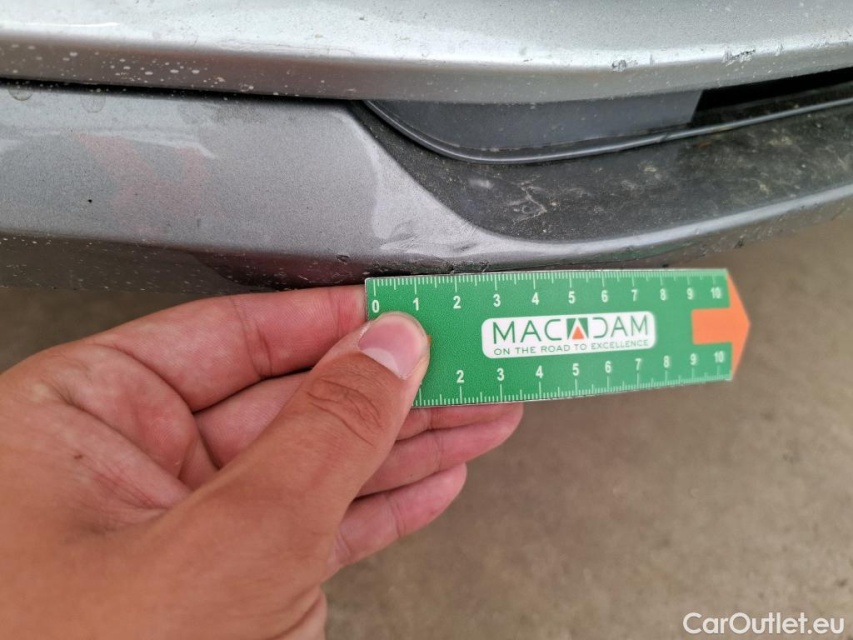 0 1 2 3 4 5 6 7 8 9 10
MACADAM
ON THE ROAD TO EXCELLENCE
2 3 4 5 6 7 8 9 10
CarOutlet.eu